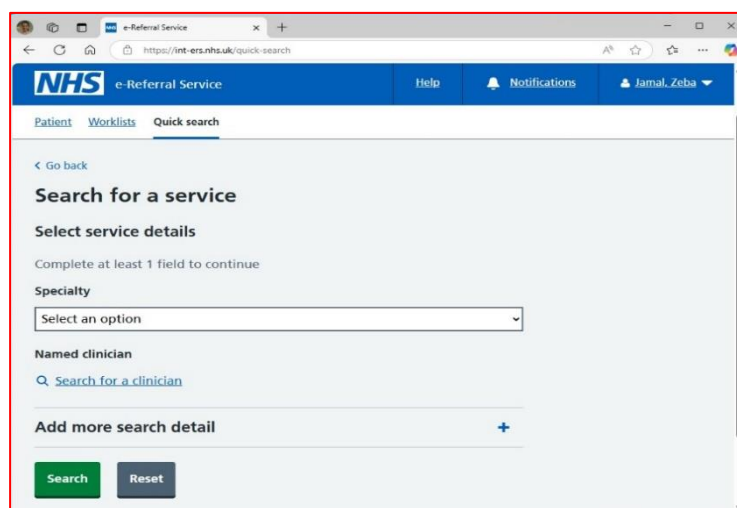 e-Referral Service
https://int-ers.nhs.uk/quick-search
NHS e-Referral Service Help Notifications Jamal, Zeba
Patient Worklists Quick search
Go back
Search for a service
Select service details
Complete at least 1 field to continue
Specialty
Select an option
Named clinician
Search for a clinician
Add more search detail
Search Reset